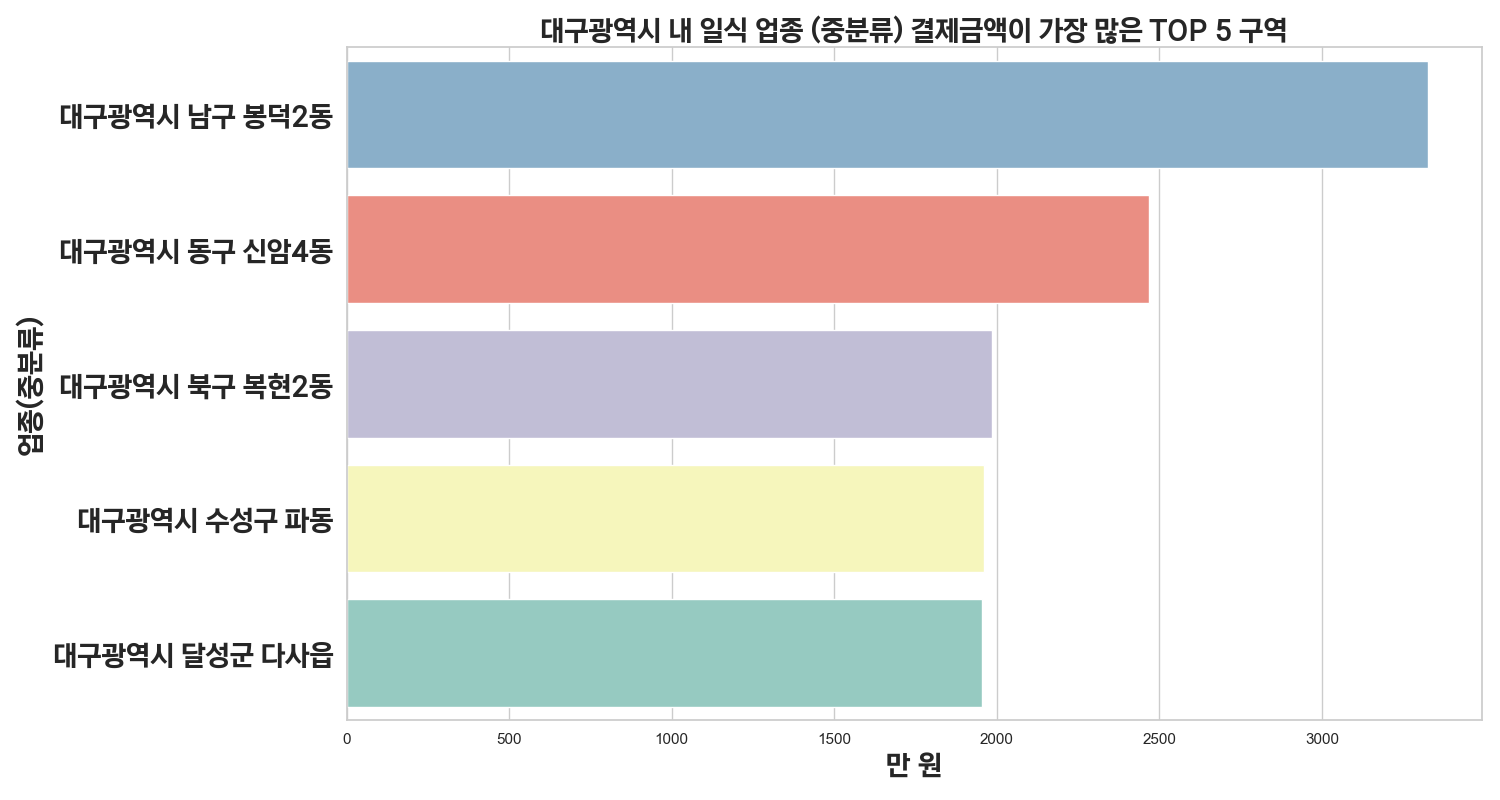 대구광역시 내 일식 업종 (중분류) 결제금액이 가장 많은 TOP 5 구역
업종(중분류)
대구광역시 남구 봉덕2동
대구광역시 동구 신암4동
대구광역시 북구 복현2동
대구광역시 수성구 파동
대구광역시 달성군 다사읍
0 500 1000 1500 2000 2500 3000
만 원